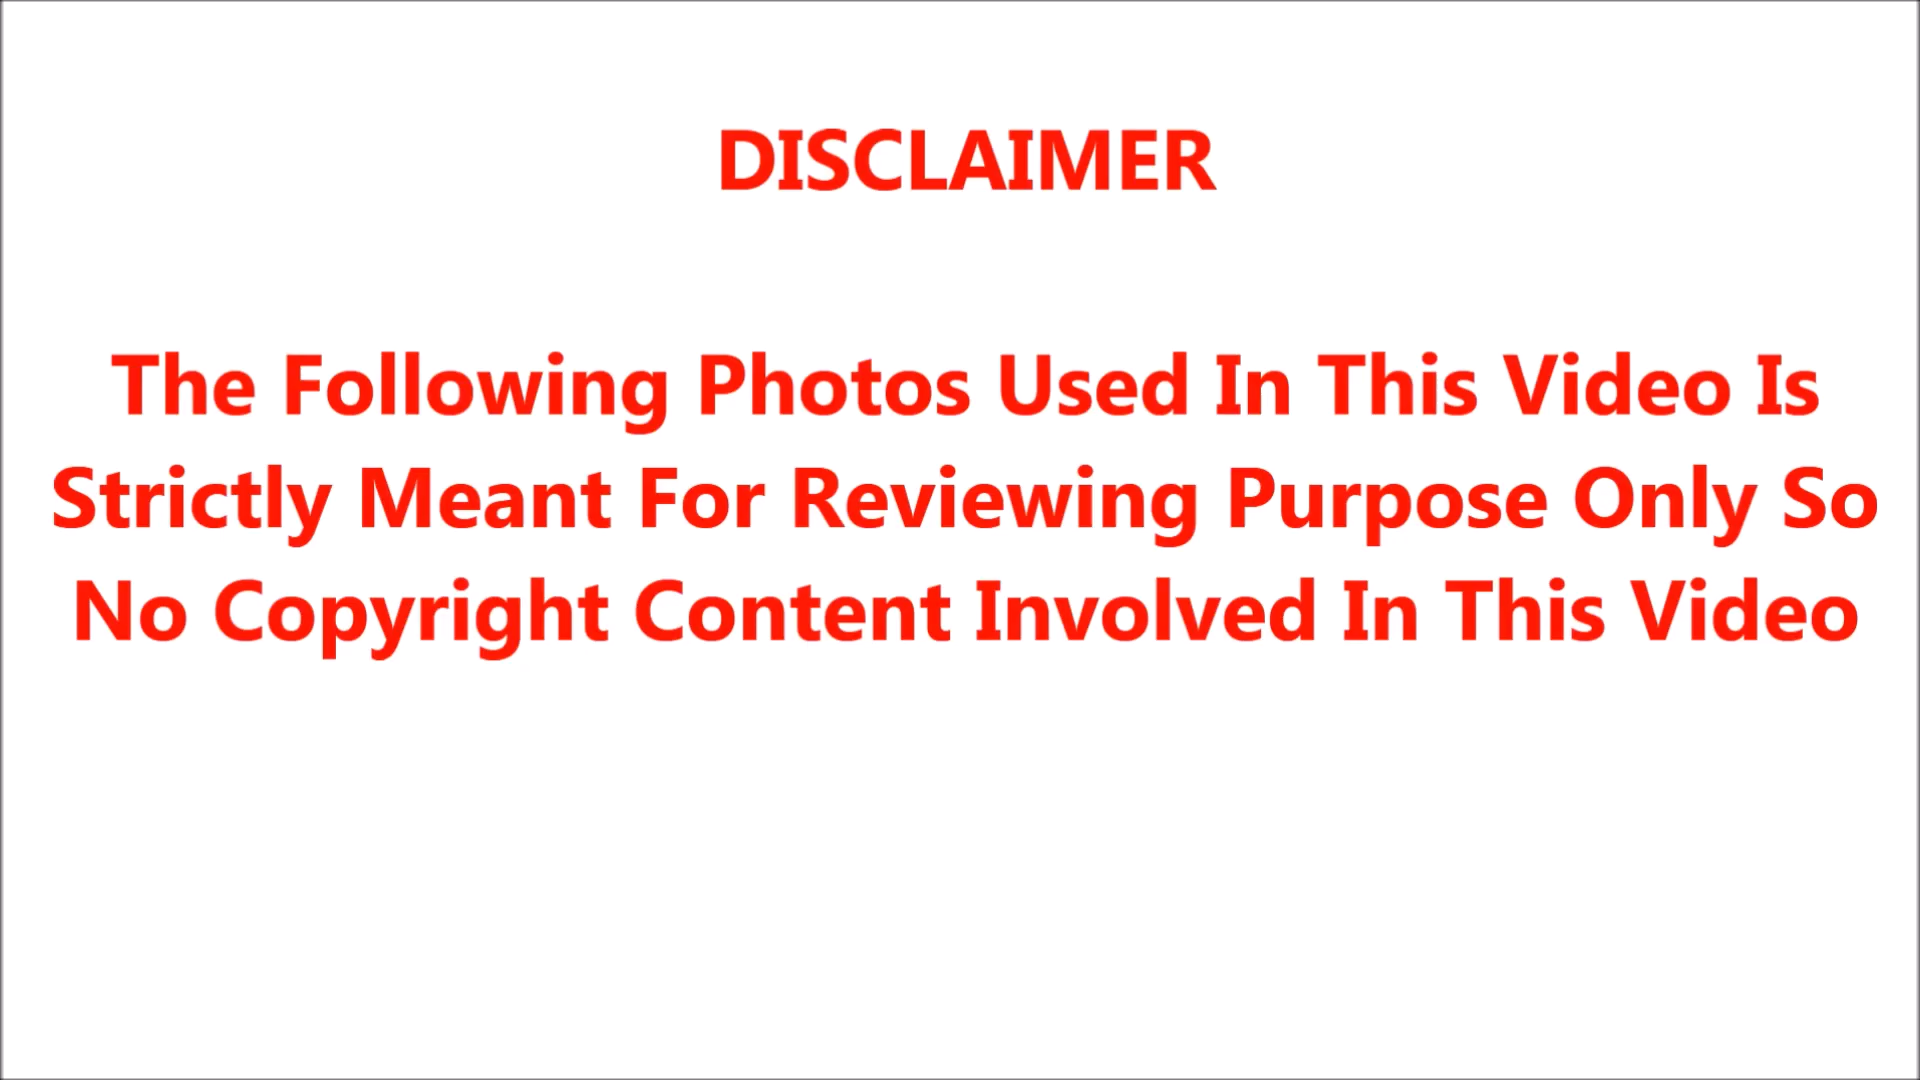 DISCLAIMER
The Following Photos Used In This Video Is
Strictly Meant For Reviewing Purpose Only So
No Copyright Content Involved In This Video